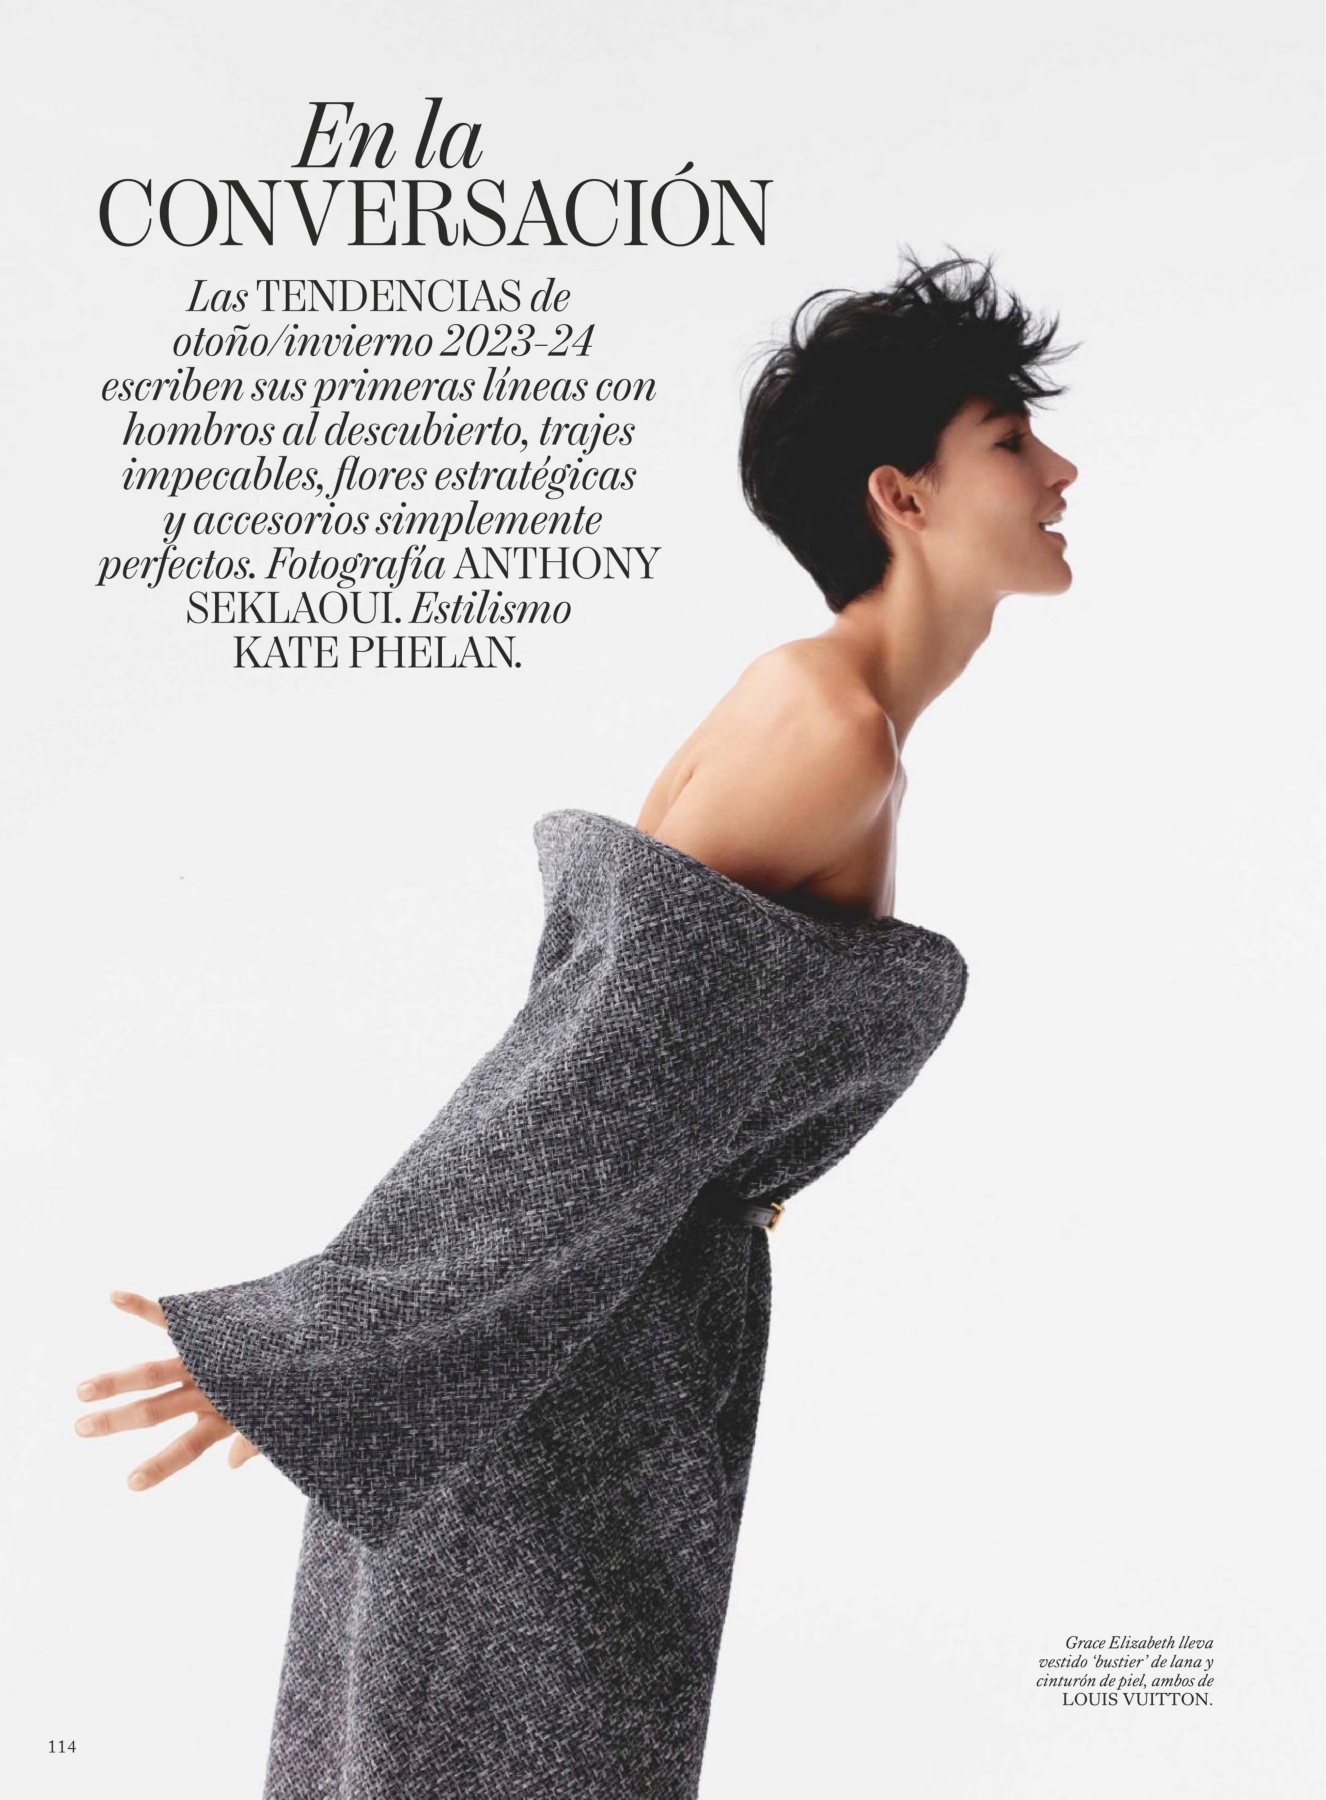 En la
CONVERSACIÓN
Las TENDENCIAS de
otoño/invierno 2023-24
escriben sus primeras líneas con
hombros al descubierto, trajes
impecables, flores estratégicas
y accesorios simplemente
perfectos. Fotografía ANTHONY
SEKLAOUI. Estilismo
KATE PHELAN.
Grace Elizabeth lleva
vestido ‘bustier’ de lana y
cinturón de piel, ambos de
LOUIS VUITTON.
114